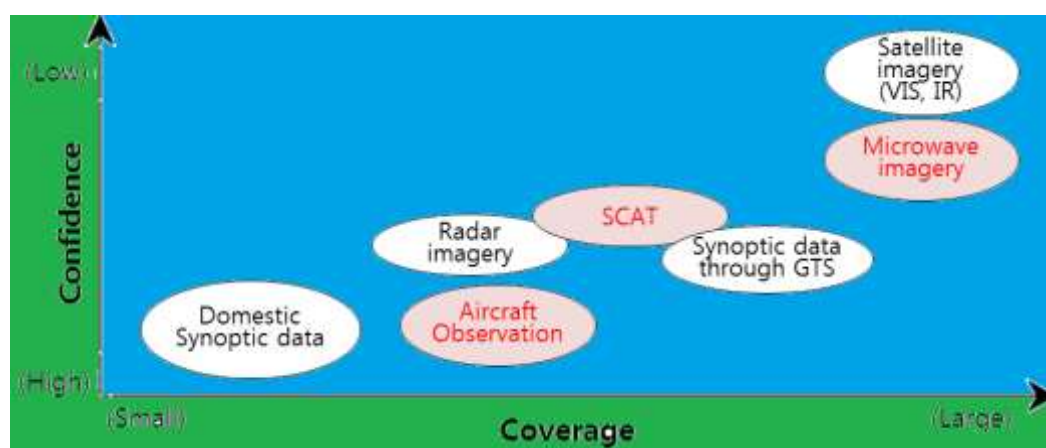 (Low)
Confidence
(High)
Satellite
imagery
(VIS, IR)
Microwave
imagery
SCAT
Radar
imagery
Synoptic data
through GTS
Domestic
Synoptic data
Aircraft
Observation
(Small)
Coverage
(Large)